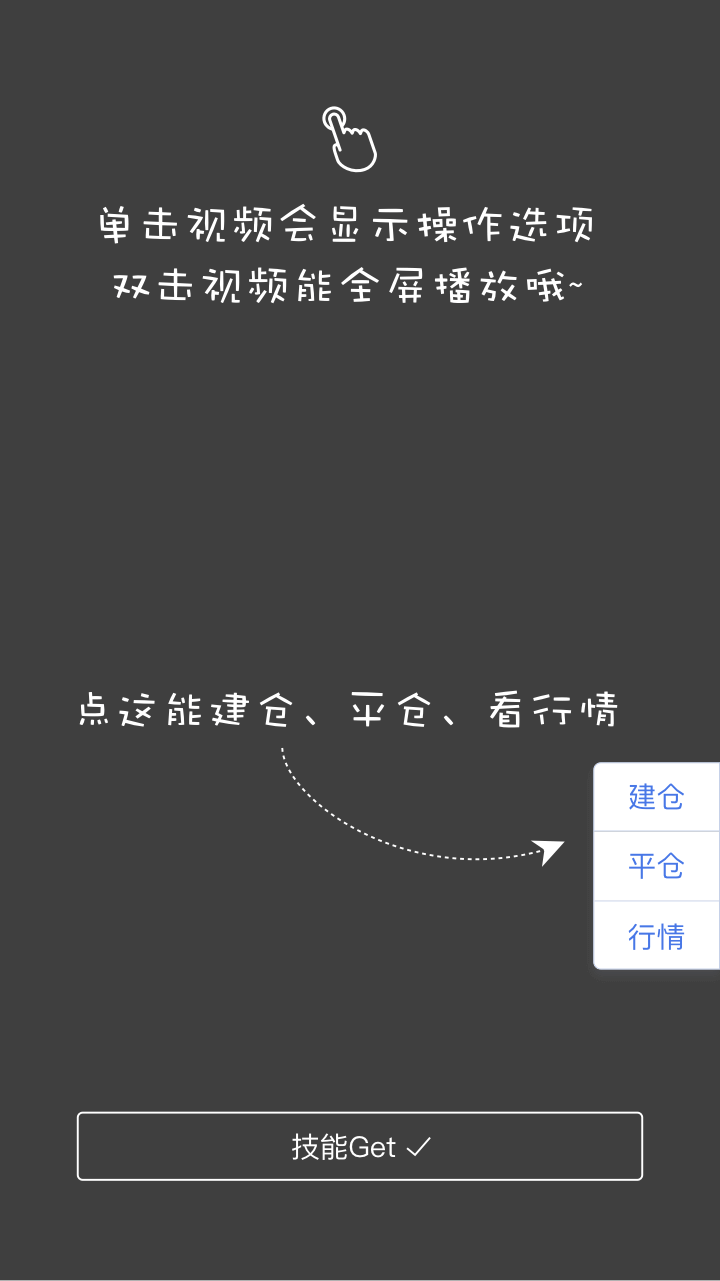 单击视频会显示操作选项
双击视频能全屏播放哦~
点这能建仓、平仓、看行情
建仓
平仓
行情
技能Get ✓